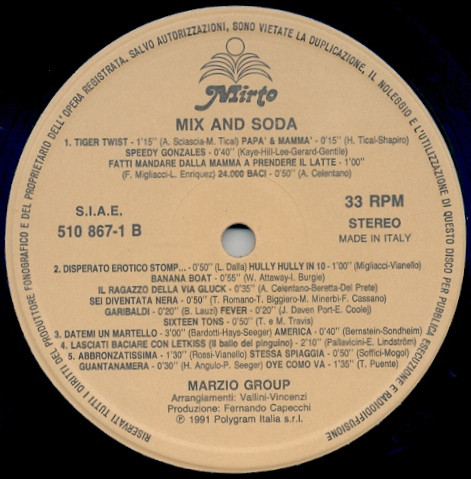 RISERVATI TUTTI I DIRITTI DEL PRODUTTORE FONOGRAFICO E DEL PROPRIETARIO DELL'OPERA REGISTRATA. SALVO AUTORIZZAZIONI, SONO VIETATE LA DUPLICAZIONE, IL NOLEGGIO E L'UTILIZZAZIONE DI QUESTO DISCO PER PUBBLICA ESECUZIONE E RADIODIFFUSIONE
Mirto
MIX AND SODA
1. TIGER TWIST - 1'15" (A. Sciascia-M. Tical) PAPA' & MAMMA' - 0'15" (H. Tical-Shapiro)
SPEEDY GONZALES - 0'40" (Kaye-Hill-Lee-Gerard-Gentile)
FATTI MANDARE DALLA MAMMA A PRENDERE IL LATTE - 1'00"
(F. Migliacci-L. Enriquez) 24.000 BACI - 0'50" (A. Celentano)
S.I.A.E.
510 867-1 B
33 RPM
STEREO
MADE IN ITALY
2. DISPERATO EROTICO STOMP... - 0'50" (L. Dalla) HULLY HULLY IN 10 - 1'00" (Migliacci-Vianello)
BANANA BOAT - 0'55" (W. Attaway-I. Burgie)
IL RAGAZZO DELLA VIA GLUCK - 0'35" (A. Celentano-Beretta-Del Prete)
SEI DIVENTATA NERA - 0'50" (T. Romano-T. Biggiero-M. Minerbi-F. Cassano)
GARIBALDI - 0'20" (B. Lauzi) FEVER - 0'20" (J. Daven Port-E. Coolej)
SIXTEEN TONS - 0'50" (T. e M. Travis)
3. DATEMI UN MARTELLO - 3'00" (Bardotti-Hays-Seeger) AMERICA - 0'40" (Bernstein-Sondheim)
4. LASCIATI BACIARE CON LETKISS (Il ballo del pinguino) - 2'10" (Pallavicini-E. Lindström)
5. ABBRONZATISSIMA - 1'30" (Rossi-Vianello) STESSA SPIAGGIA - 0'50" (Soffici-Mogol)
GUANTANAMERA - 0'30" (H. Angulo-P. Seeger) OYE COMO VA - 1'35" (T. Puente)
MARZIO GROUP
Arrangiamenti: Vallini-Vincenzi
Produzione: Fernando Capecchi
℗ 1991 Polygram Italia s.r.l.